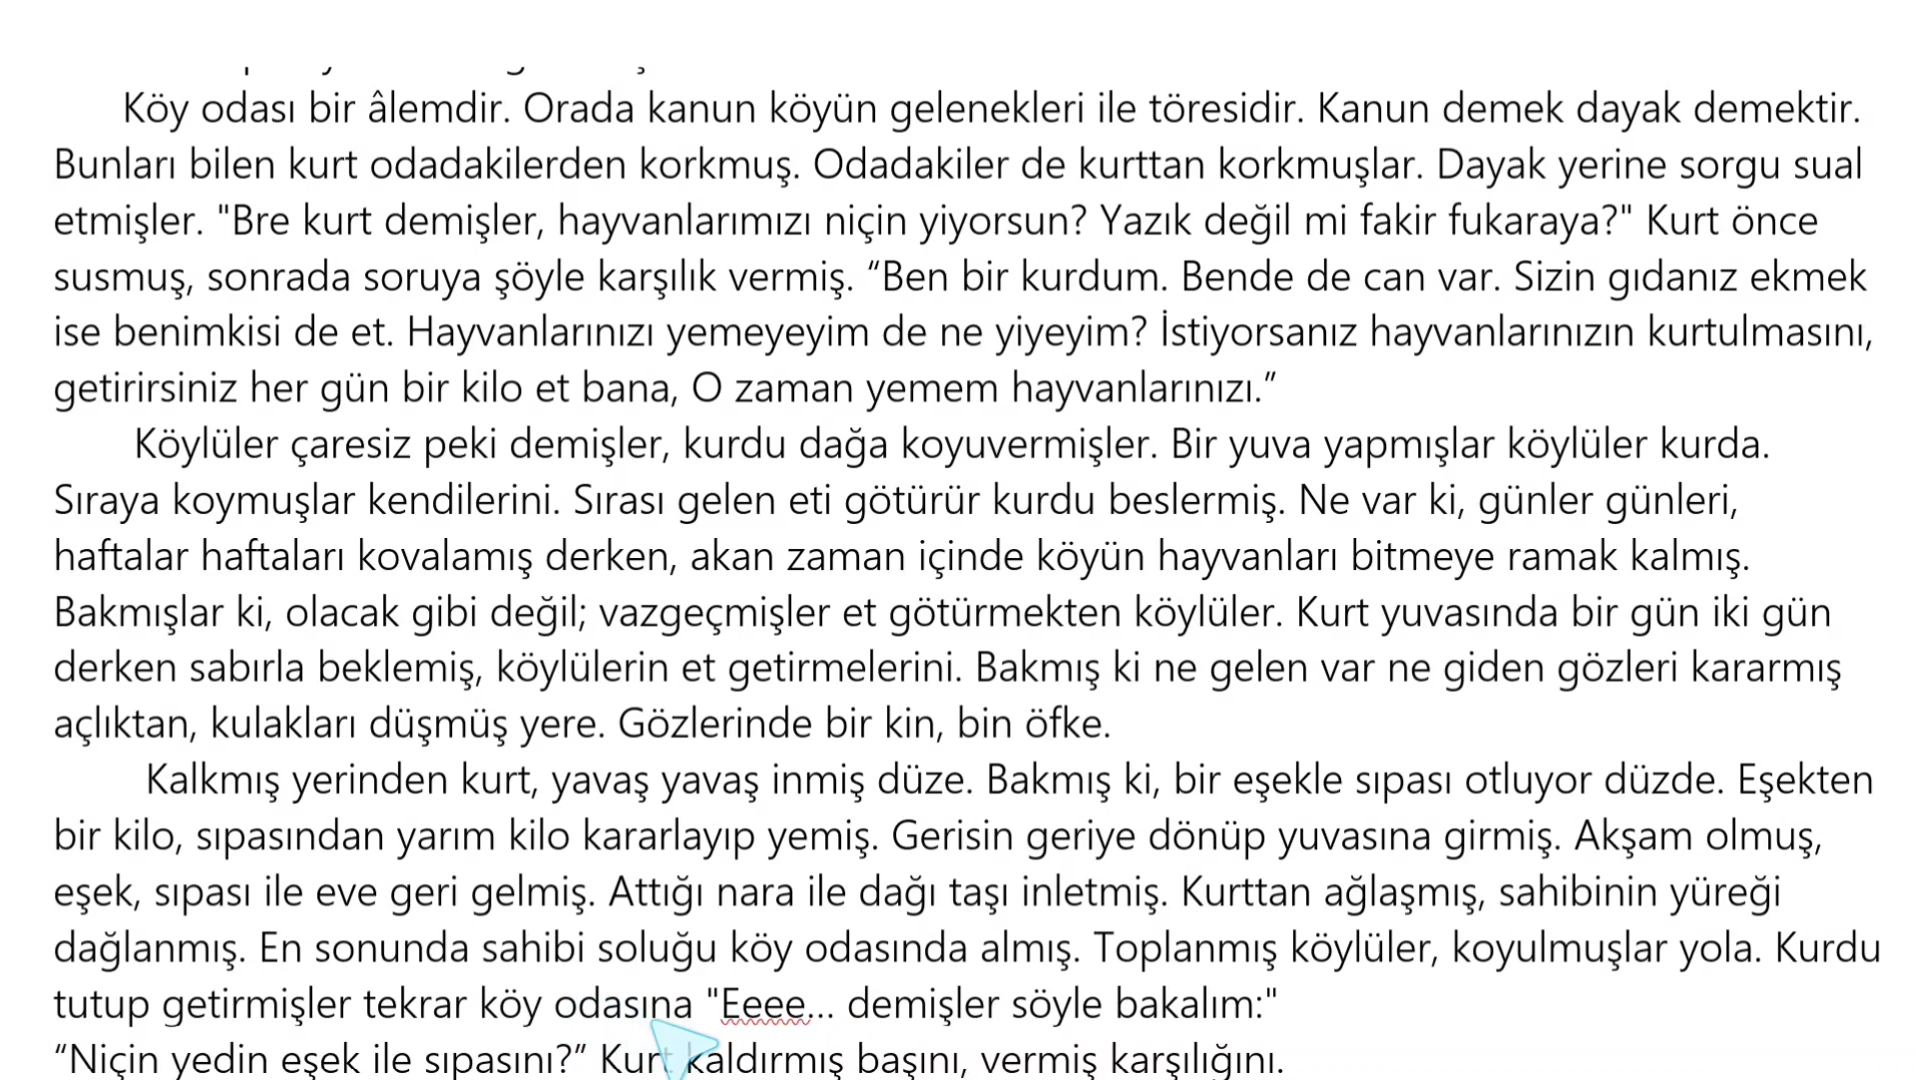 Köy odası bir âlemdir. Orada kanun köyün gelenekleri ile töresidir. Kanun demek dayak demektir.
Bunları bilen kurt odadakilerden korkmuş. Odadakiler de kurttan korkmuşlar. Dayak yerine sorgu sual
etmişler. "Bre kurt demişler, hayvanlarımızı niçin yiyorsun? Yazık değil mi fakir fukaraya?" Kurt önce
susmuş, sonrada soruya şöyle karşılık vermiş. “Ben bir kurdum. Bende de can var. Sizin gıdanız ekmek
ise benimkisi de et. Hayvanlarınızı yemeyeyim de ne yiyeyim? İstiyorsanız hayvanlarınızın kurtulmasını,
getirirsiniz her gün bir kilo et bana, O zaman yemem hayvanlarınızı.”
Köylüler çaresiz peki demişler, kurdu dağa koyuvermişler. Bir yuva yapmışlar köylüler kurda.
Sıraya koymuşlar kendilerini. Sırası gelen eti götürür kurdu beslermiş. Ne var ki, günler günleri,
haftalar haftaları kovalamış derken, akan zaman içinde köyün hayvanları bitmeye ramak kalmış.
Bakmışlar ki, olacak gibi değil; vazgeçmişler et götürmekten köylüler. Kurt yuvasında bir gün iki gün
derken sabırla beklemiş, köylülerin et getirmelerini. Bakmış ki ne gelen var ne giden gözleri kararmış
açlıktan, kulakları düşmüş yere. Gözlerinde bir kin, bin öfke.
Kalkmış yerinden kurt, yavaş yavaş inmiş düze. Bakmış ki, bir eşekle sıpası otluyor düzde. Eşekten
bir kilo, sıpasından yarım kilo kararlayıp yemiş. Gerisin geriye dönüp yuvasına girmiş. Akşam olmuş,
eşek, sıpası ile eve geri gelmiş. Attığı nara ile dağı taşı inletmiş. Kurttan ağlaşmış, sahibinin yüreği
dağlanmış. En sonunda sahibi soluğu köy odasında almış. Toplanmış köylüler, koyulmuşlar yola. Kurdu
tutup getirmişler tekrar köy odasına "Eeee... demişler söyle bakalım:"
“Niçin yedin eşek ile sıpasını?” Kurt kaldırmış başını, vermiş karşılığını.